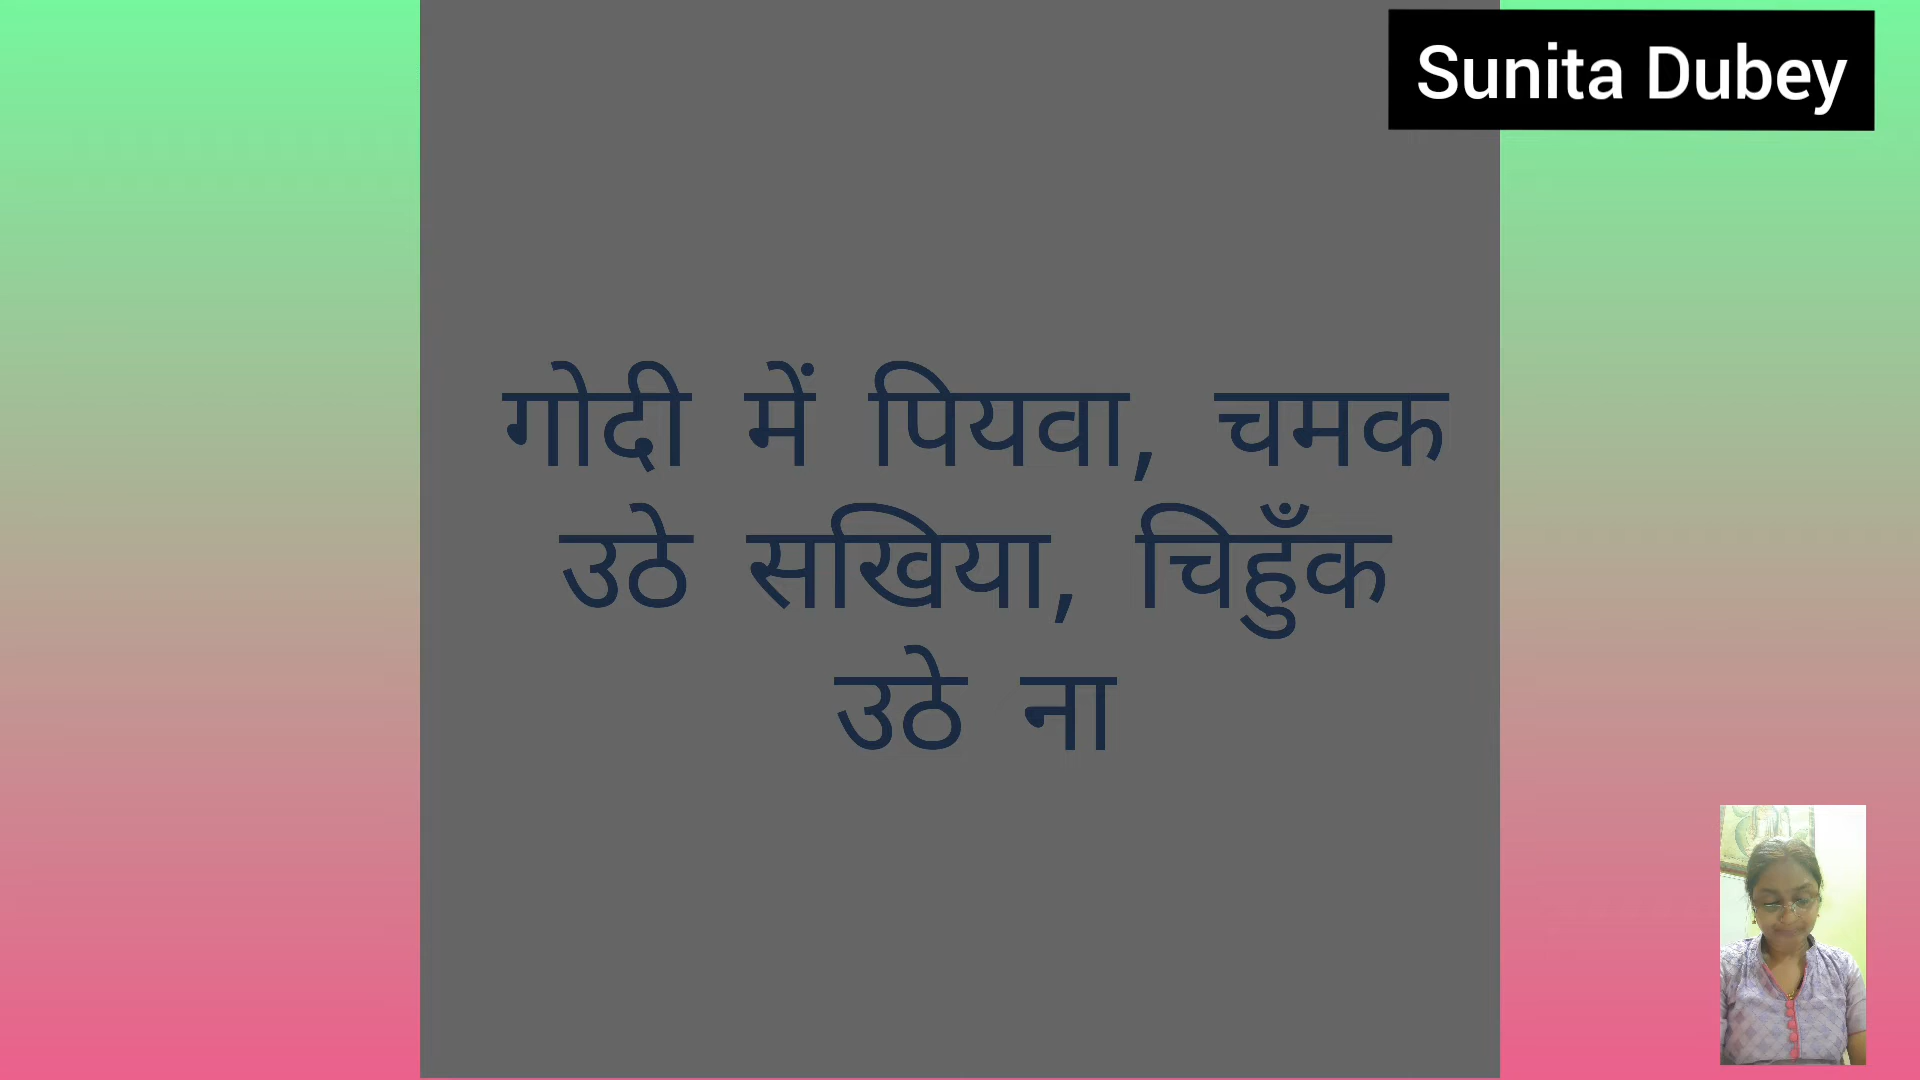 Sunita Dubey
गोदी में पियवा, चमक
उठे सखिया, चिहुँक
उठे ना